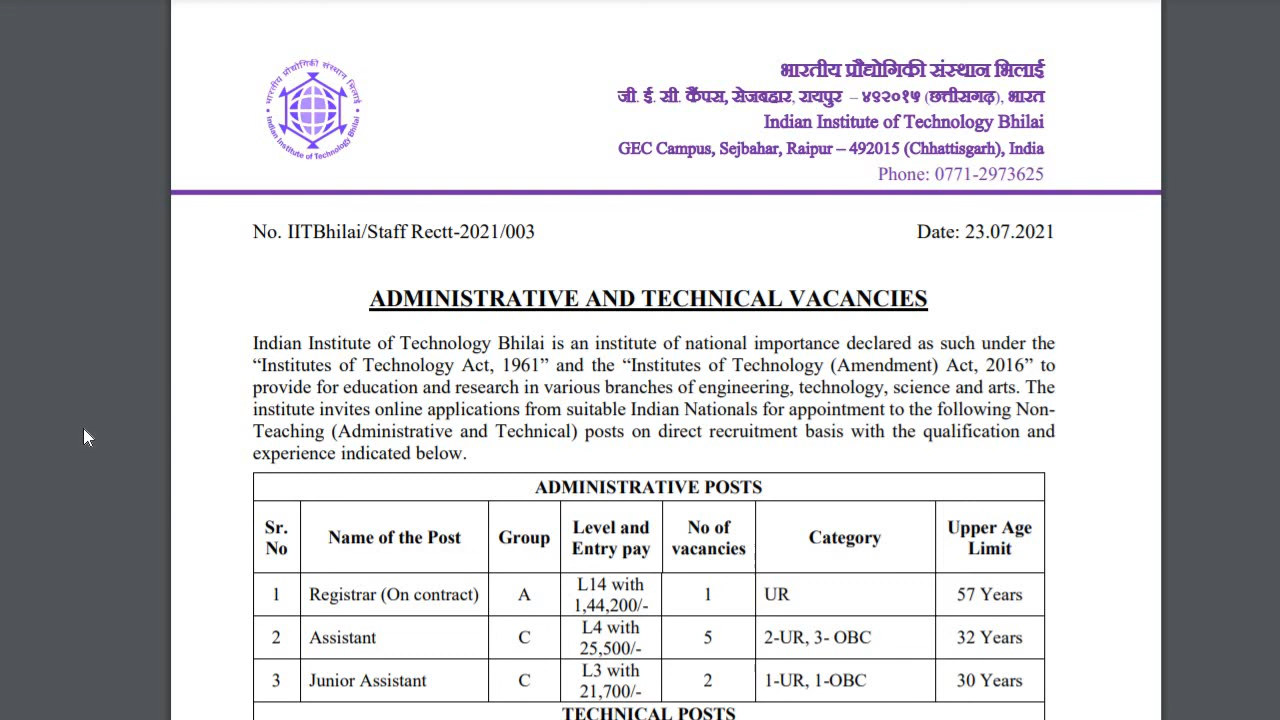 भारतीय प्रौद्योगिकी संस्थान भिलाई
Indian Institute of Technology Bhilai
भारतीय प्रौद्योगिकी संस्थान भिलाई
जी. ई. सी. कैंपस, सेजबहार, रायपुर – ४९२०१५ (छत्तीसगढ़), भारत
Indian Institute of Technology Bhilai
GEC Campus, Sejbahar, Raipur – 492015 (Chhattisgarh), India
Phone: 0771-2973625
No. IITBhilai/Staff Rectt-2021/003 Date: 23.07.2021
ADMINISTRATIVE AND TECHNICAL VACANCIES
Indian Institute of Technology Bhilai is an institute of national importance declared as such under the
“Institutes of Technology Act, 1961” and the “Institutes of Technology (Amendment) Act, 2016” to
provide for education and research in various branches of engineering, technology, science and arts. The
institute invites online applications from suitable Indian Nationals for appointment to the following Non-
Teaching (Administrative and Technical) posts on direct recruitment basis with the qualification and
experience indicated below.
ADMINISTRATIVE POSTS
Sr. No Name of the Post Group Level and Entry pay No of vacancies Category Upper Age Limit
1 Registrar (On contract) A L14 with 1,44,200/- 1 UR 57 Years
2 Assistant C L4 with 25,500/- 5 2-UR, 3- OBC 32 Years
3 Junior Assistant C L3 with 21,700/- 2 1-UR, 1-OBC 30 Years
TECHNICAL POSTS